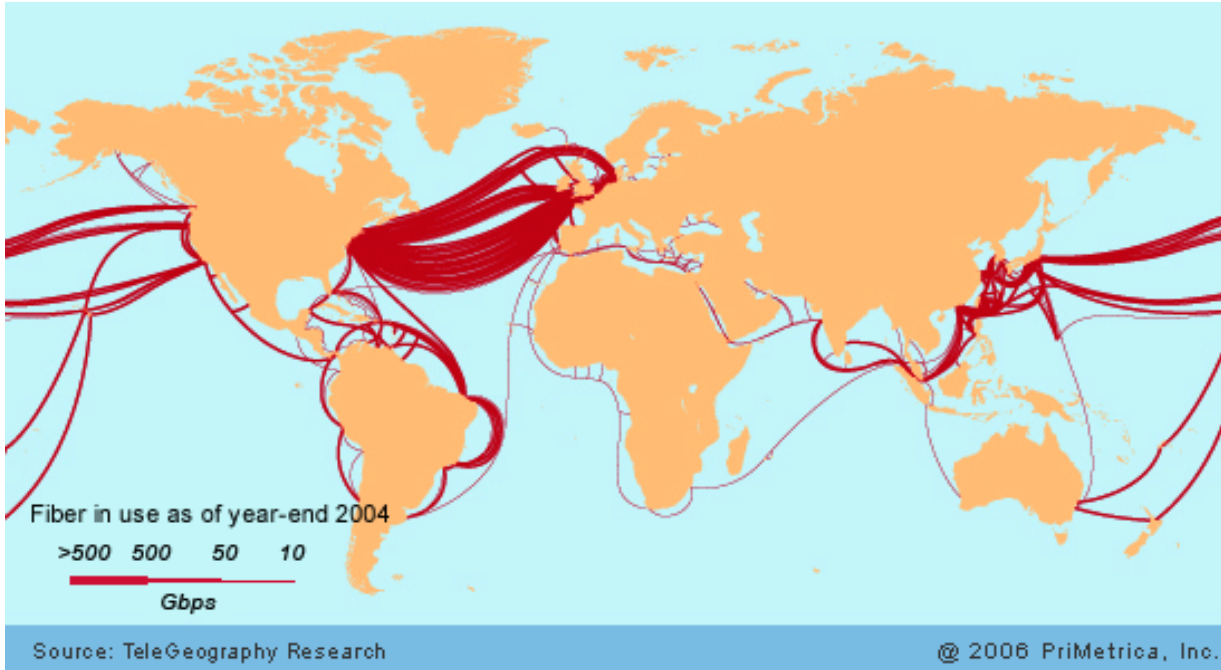 Fiber in use as of year-end 2004
>500 500 50 10
Gbps
Source: TeleGeography Research @ 2006 PriMetrica, Inc.